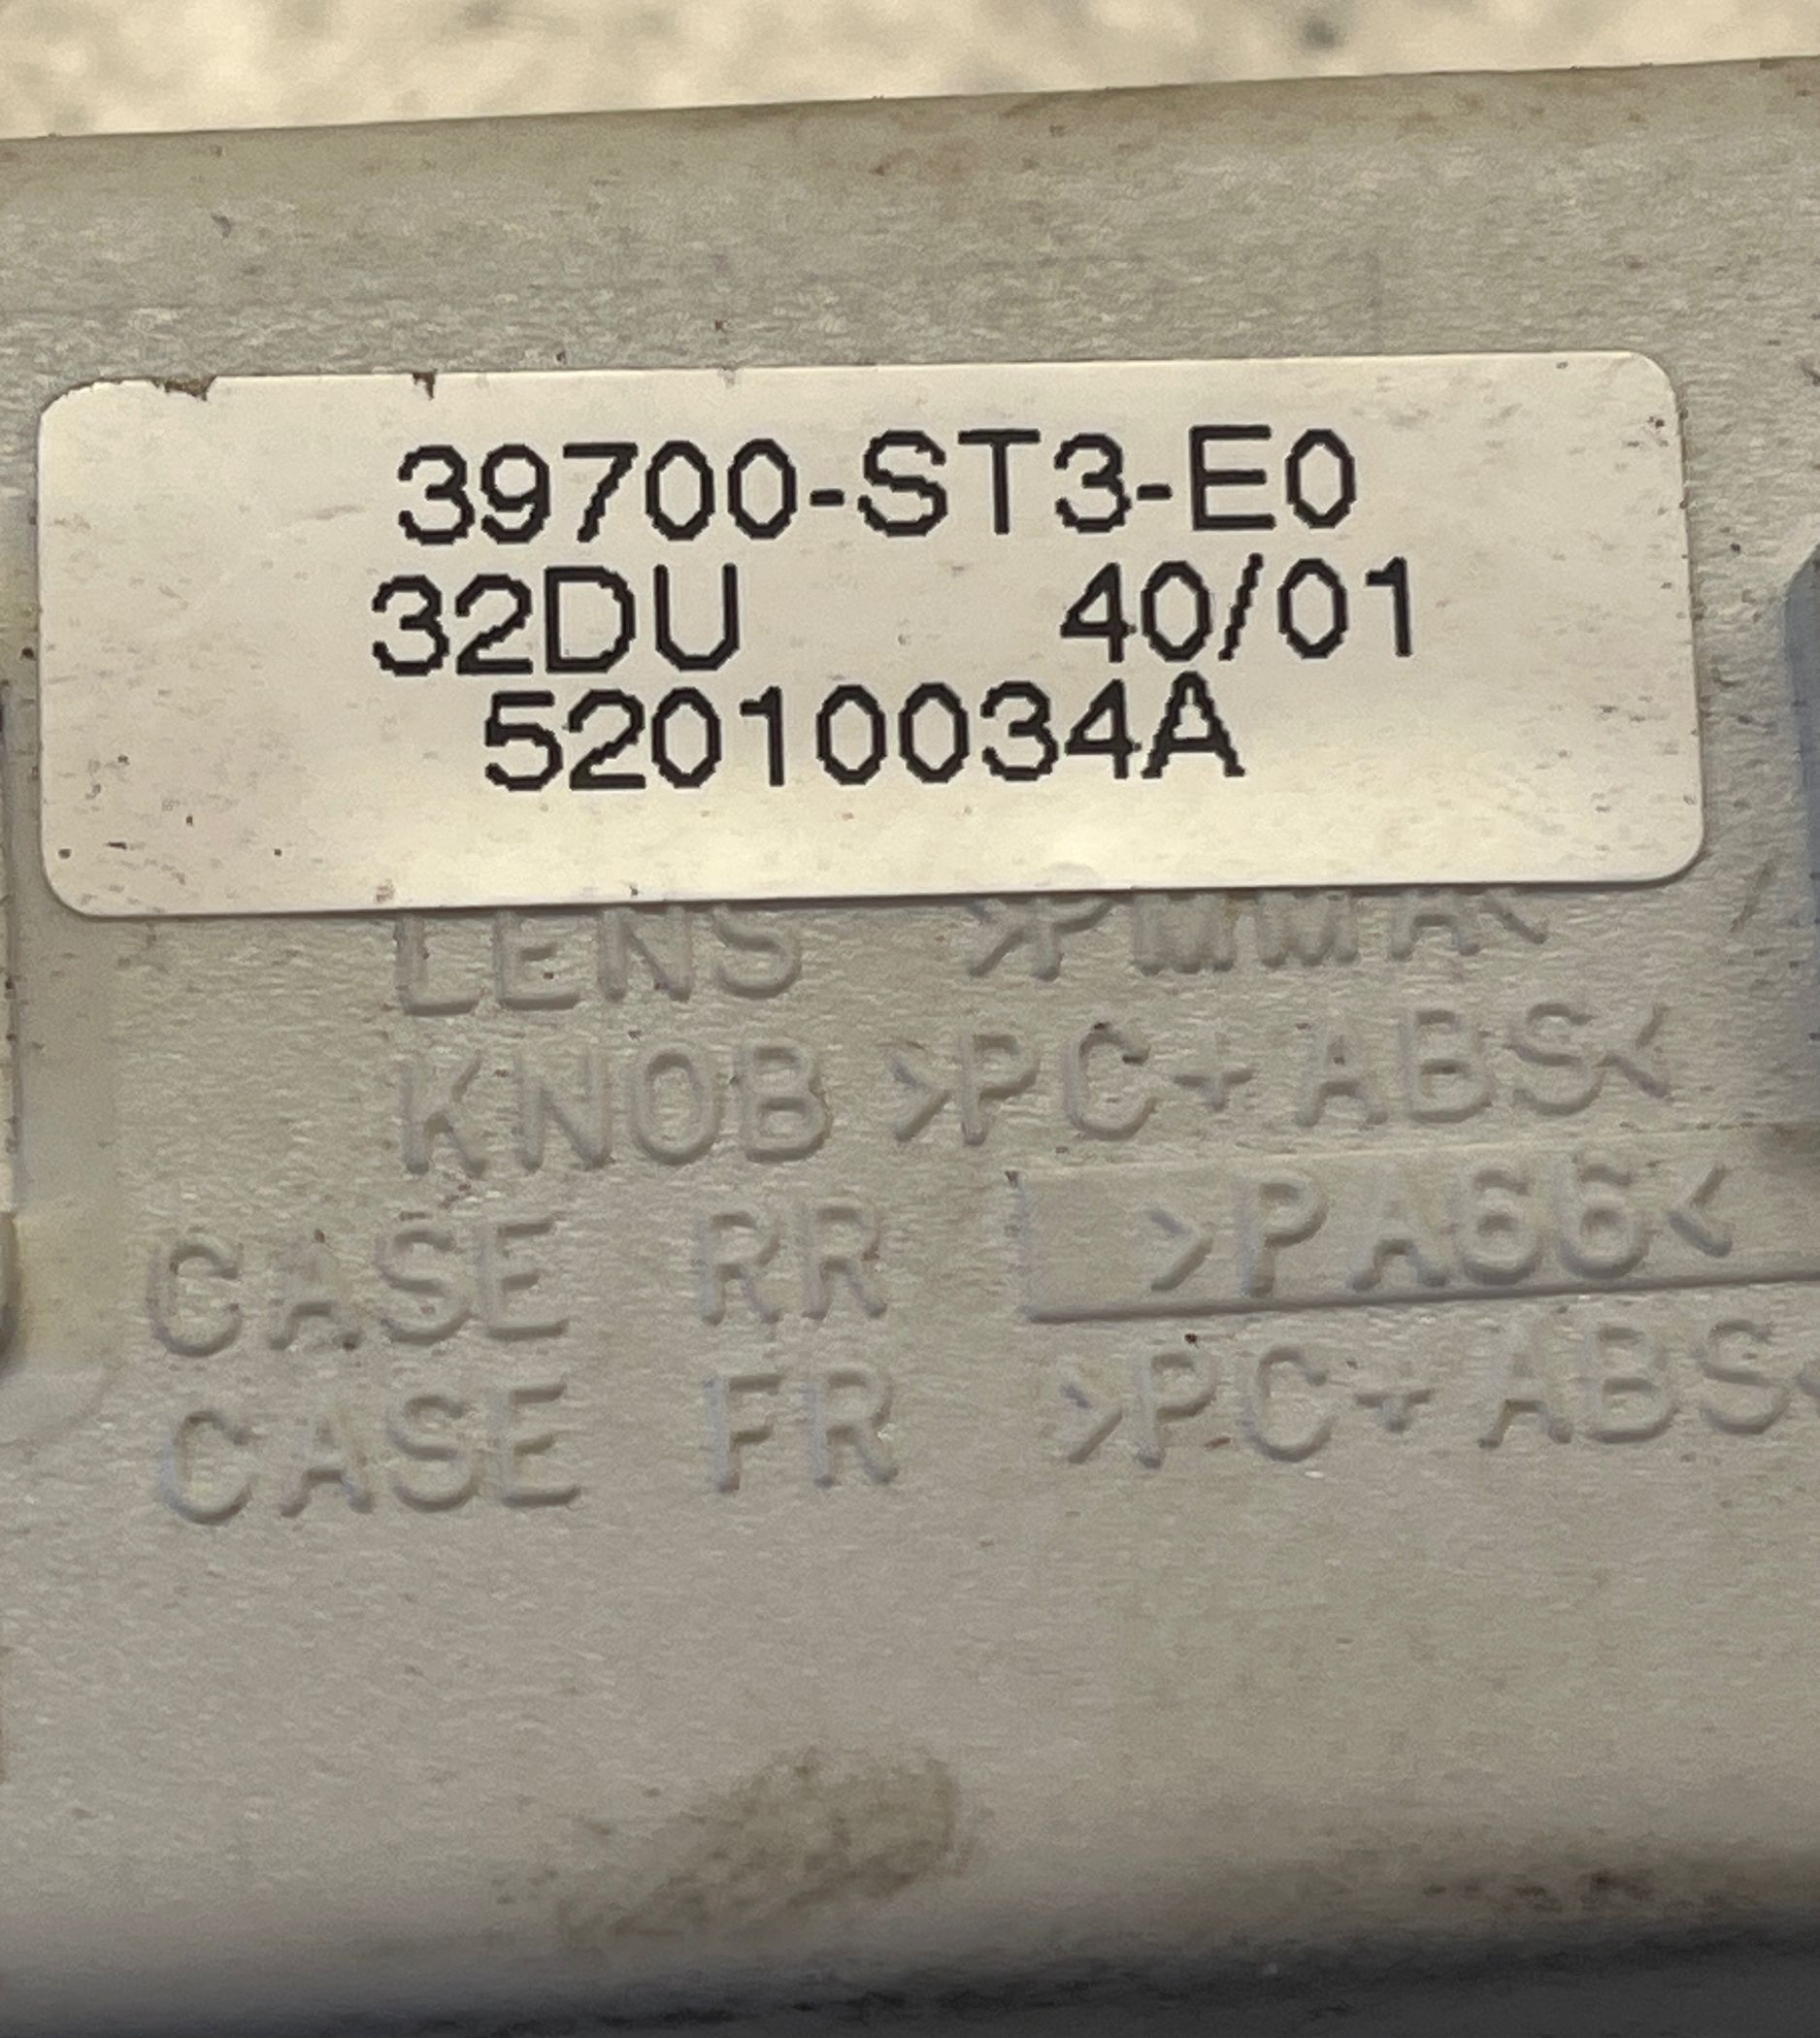 39700-ST3-E0
32DU 40/01
52010034A
LENS >PMMA<
KNOB >PC+ABS<
CASE RR >PA66<
CASE FR >PC+ABS<